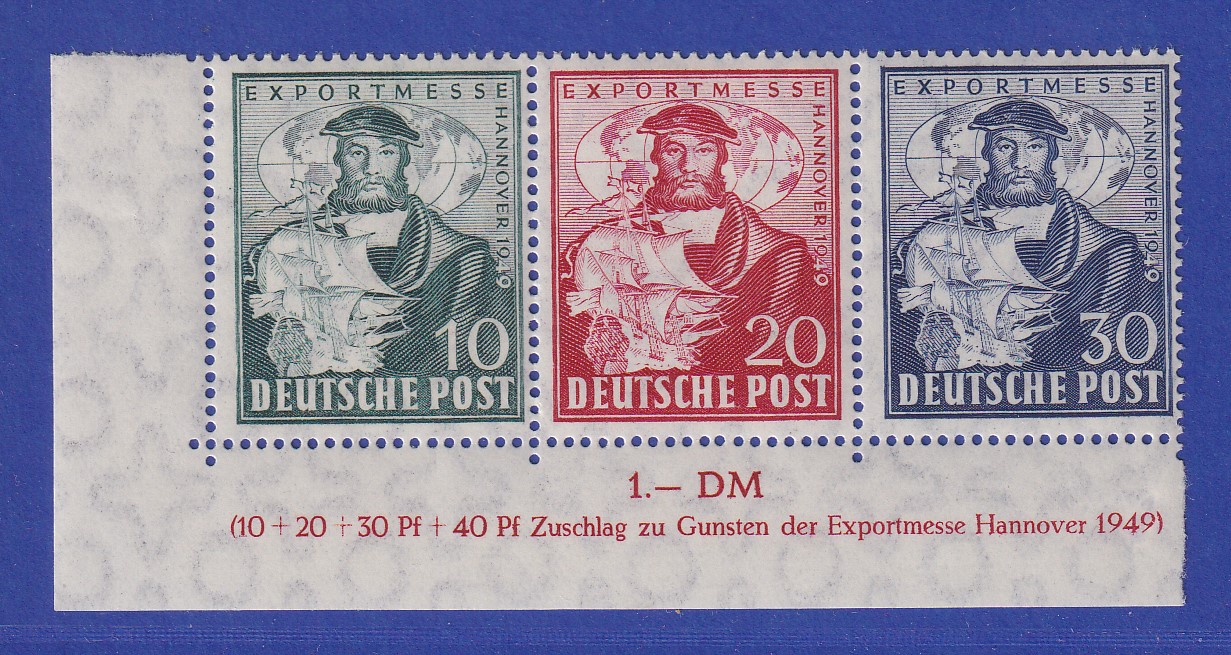 EXPORTMESSE
HANNOVER 1949
10
DEUTSCHE POST
EXPORTMESSE
HANNOVER 1949
20
DEUTSCHE POST
EXPORTMESSE
HANNOVER 1949
30
DEUTSCHE POST
1.— DM
(10 + 20 + 30 Pf + 40 Pf Zuschlag zu Gunsten der Exportmesse Hannover 1949)